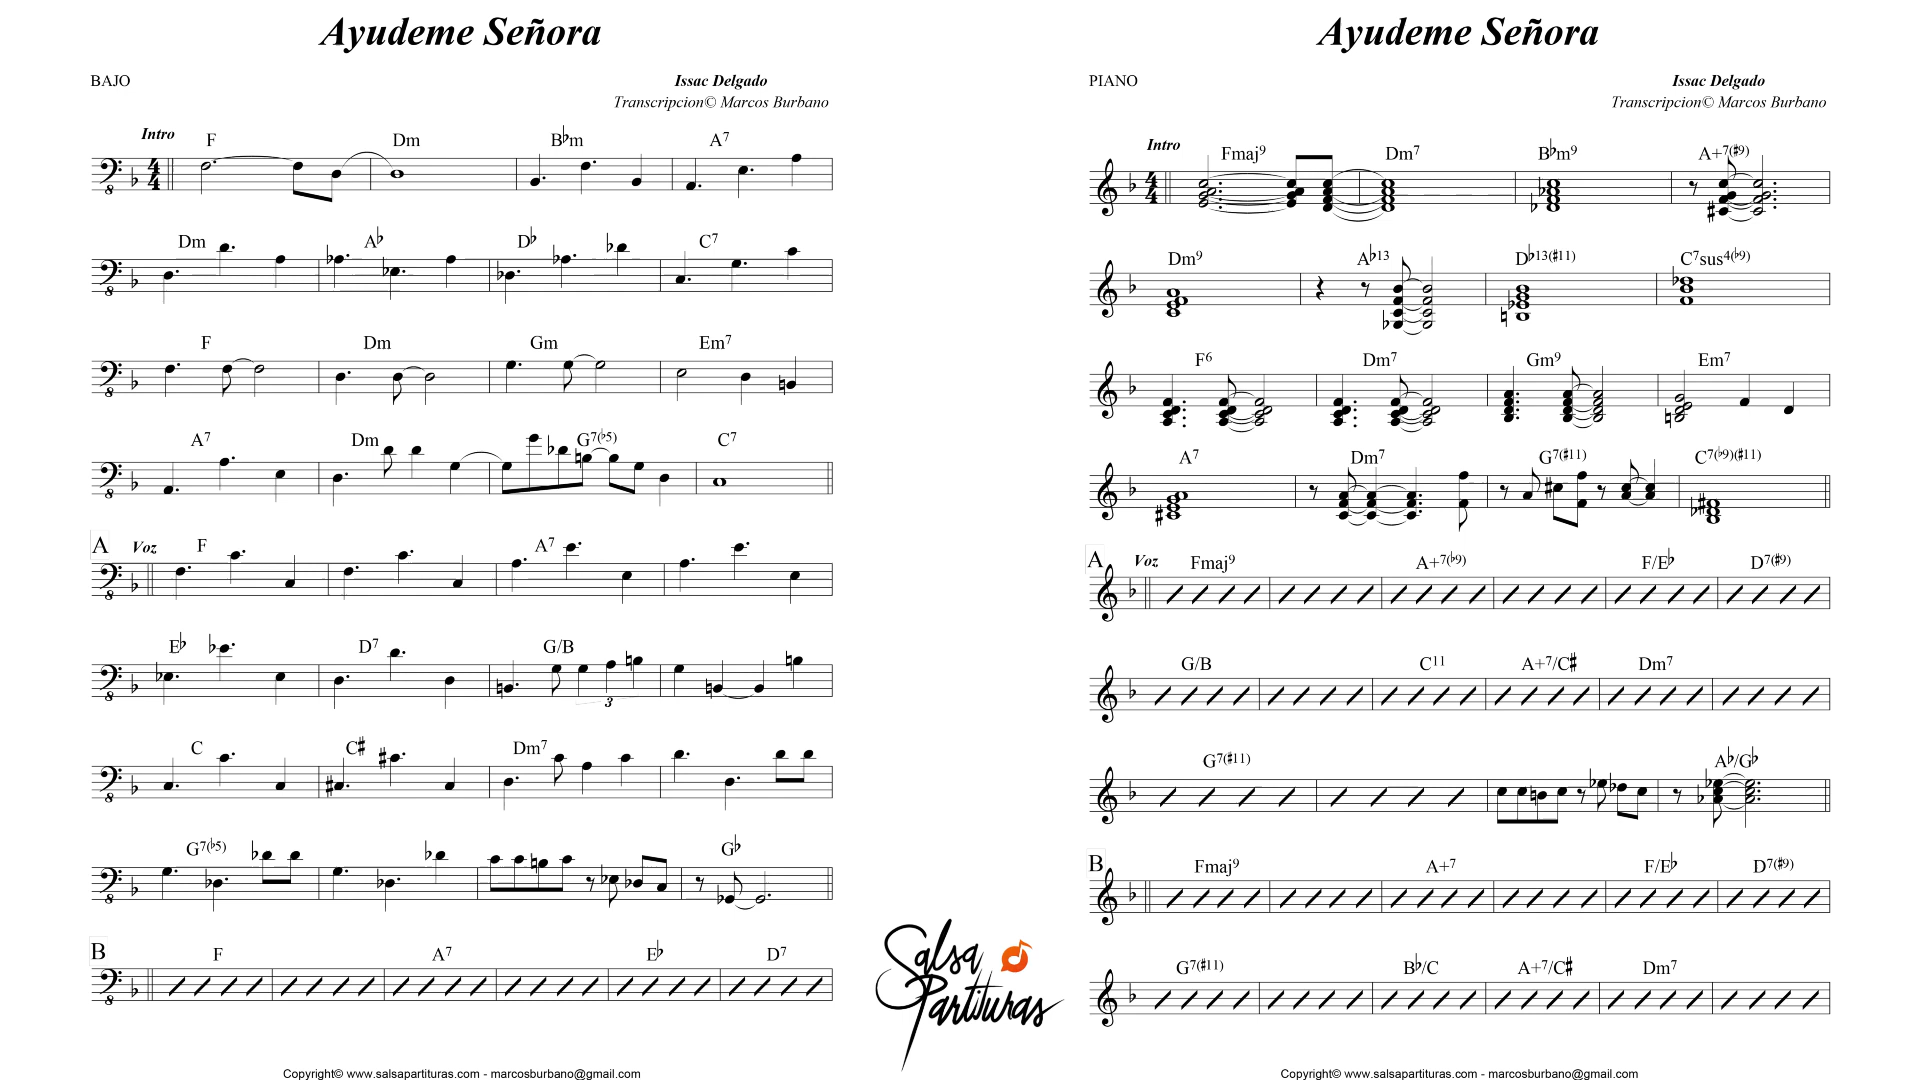 Ayudeme Señora
BAJO
Issac Delgado
Transcripcion© Marcos Burbano
Intro F Dm B♭m A7
4/4
Dm A♭ D♭ C7
F Dm Gm Em7
A7 Dm G7(♭5) C7
A Voz F A7
E♭ D7 G/B
3
C C♯ Dm7
G7(♭5) G♭
B F A7 E♭ D7
Copyright© www.salsapartituras.com - marcosburbano@gmail.com
Salsa
Partituras
Ayudeme Señora
PIANO
Issac Delgado
Transcripcion© Marcos Burbano
Intro Fmaj9 Dm7 B♭m9 A+7(♯9)
4/4
Dm9 A♭13 D♭13(♯11) C7sus4(♭9)
F6 Dm7 Gm9 Em7
A7 Dm7 G7(♯11) C7(♭9)(♯11)
A Voz Fmaj9 A+7(♭9) F/E♭ D7(♯9)
G/B C11 A+7/C♯ Dm7
G7(♯11) A♭/G♭
B Fmaj9 A+7 F/E♭ D7(♯9)
G7(♯11) B♭/C A+7/C♯ Dm7
Copyright© www.salsapartituras.com - marcosburbano@gmail.com